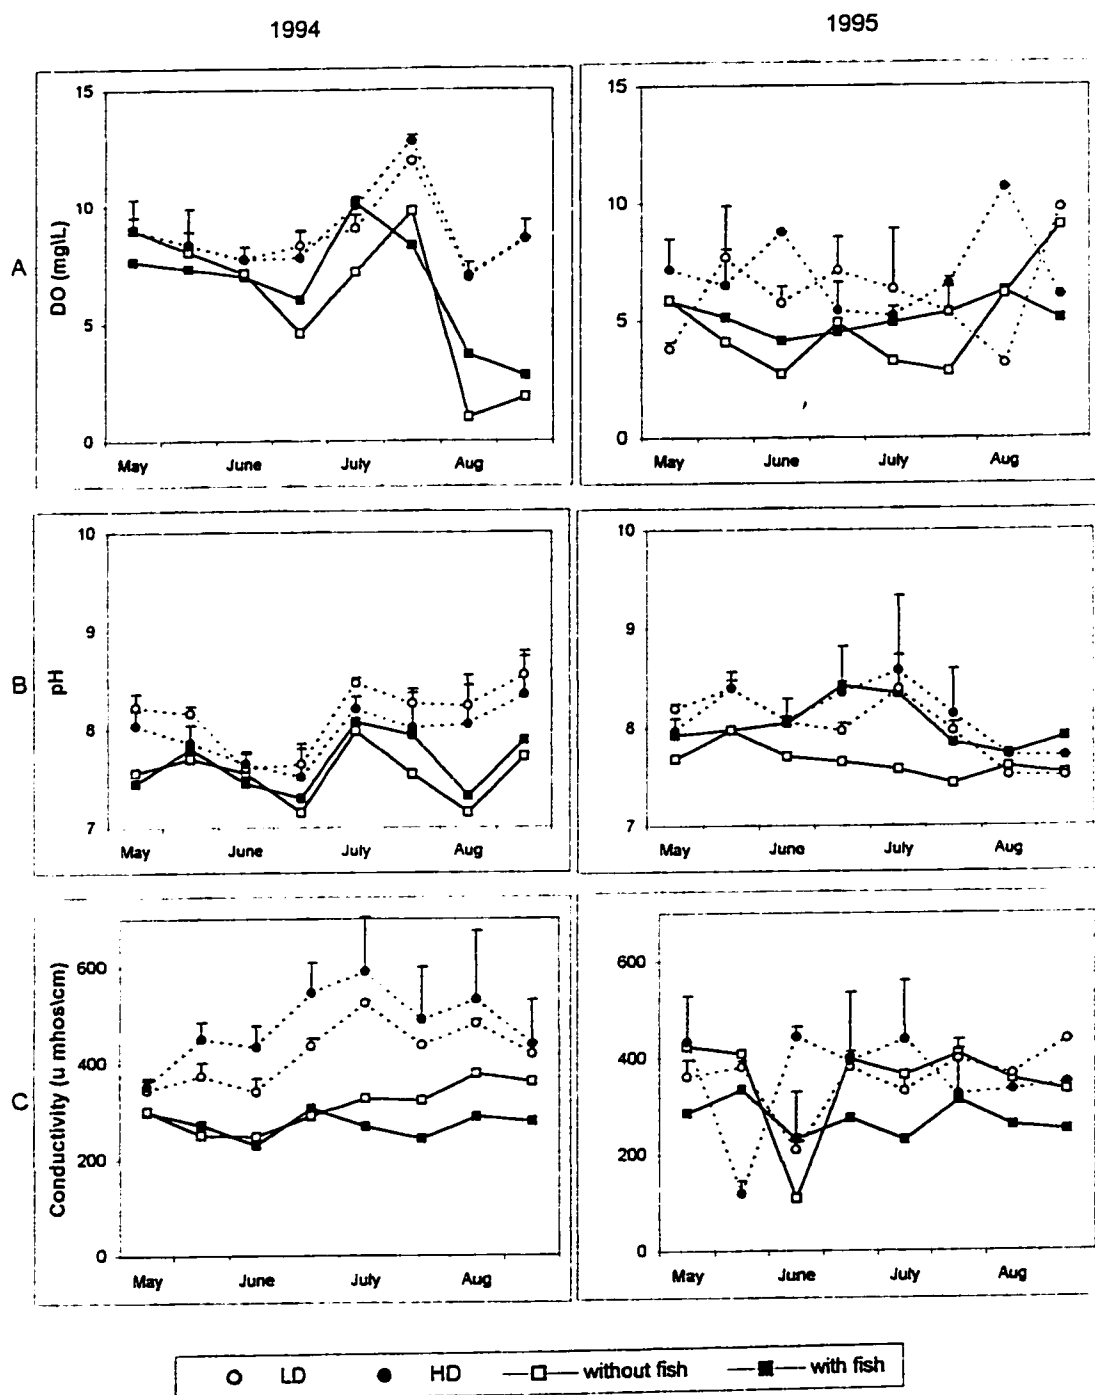 1994 1995
A
DO (mg\L)
15 15
10 10
5 5
0 0
May June July Aug May June July Aug
B
pH
10 10
9 9
8 8
7 7
May June July Aug May June July Aug
C
Conductivity (u mhos\cm)
600 600
400 400
200 200
0 0
May June July Aug May June July Aug
LD HD without fish with fish